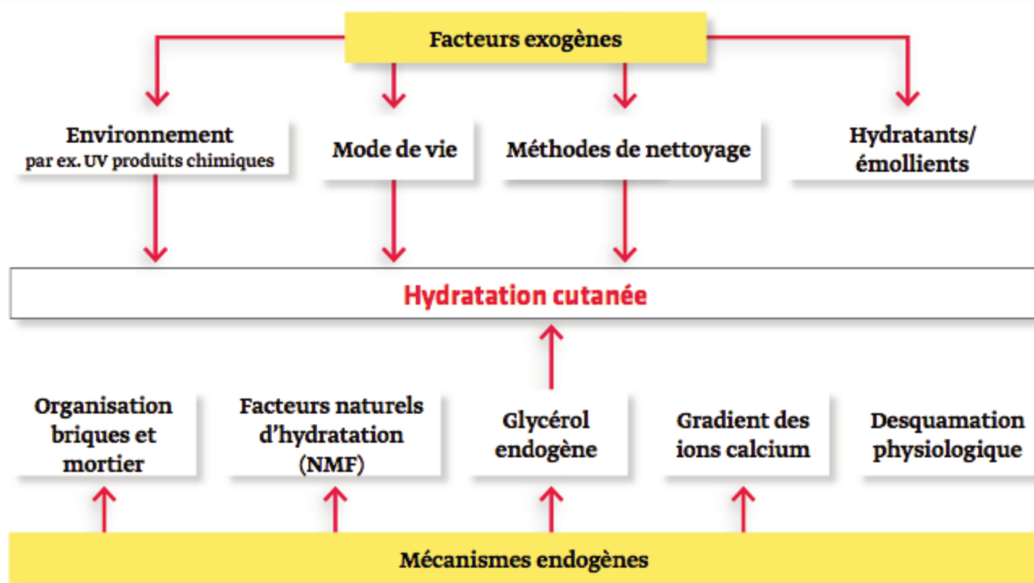 Facteurs exogènes
Environnement
par ex. UV produits chimiques
Mode de vie
Méthodes de nettoyage
Hydratants/
émollients
Hydratation cutanée
Organisation
briques et
mortier
Facteurs naturels
d'hydratation
(NMF)
Glycérol
endogène
Gradient des
ions calcium
Desquamation
physiologique
Mécanismes endogènes